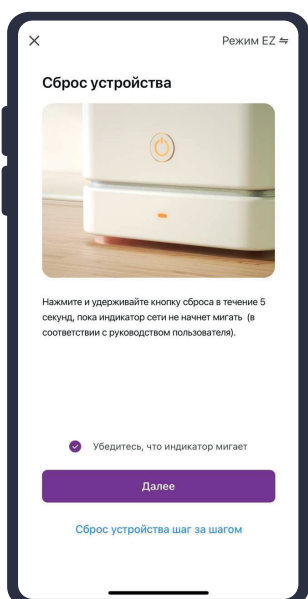 Режим EZ ⇋
Сброс устройства
Нажмите и удерживайте кнопку сброса в течение 5
секунд, пока индикатор сети не начнет мигать (в
соответствии с руководством пользователя).
Убедитесь, что индикатор мигает
Далее
Сброс устройства шаг за шагом